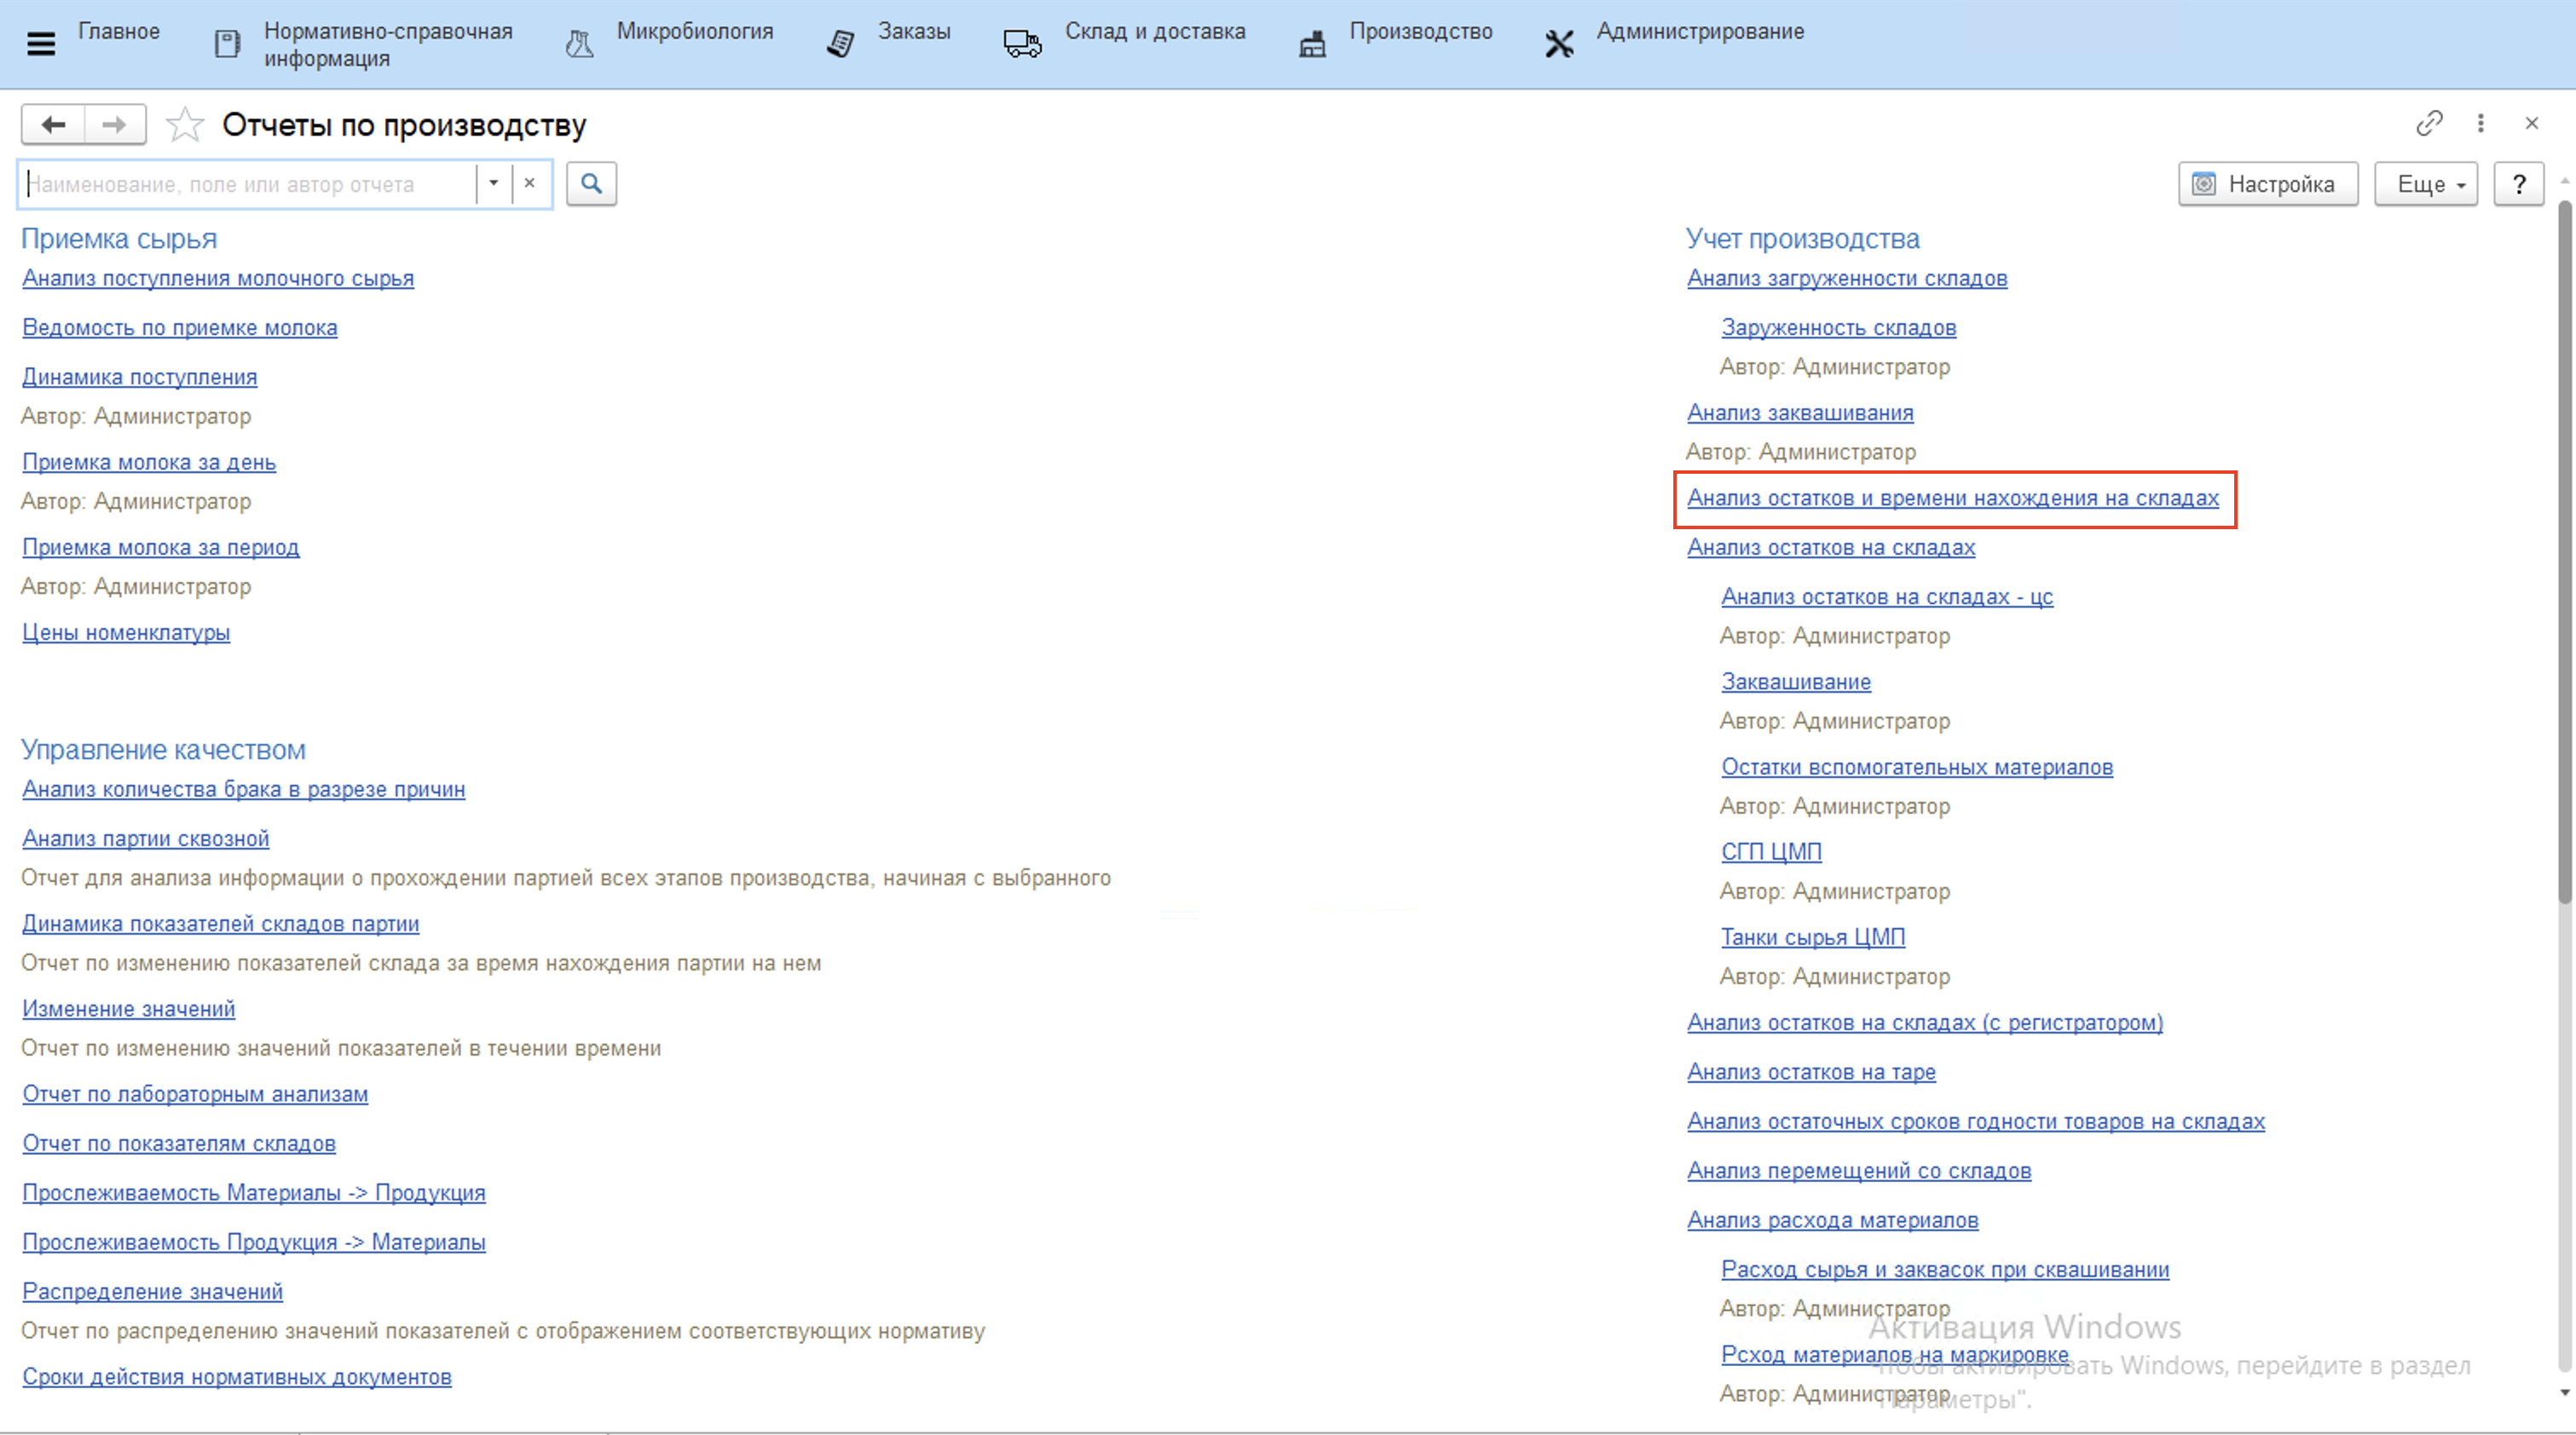 Главное
Нормативно-справочная
информация
Микробиология
Заказы
Склад и доставка
Производство
Администрирование
Отчеты по производству
Наименование, поле или автор отчета
Настройка
Еще
?
Приемка сырья
Анализ поступления молочного сырья
Ведомость по приемке молока
Динамика поступления
Автор: Администратор
Приемка молока за день
Автор: Администратор
Приемка молока за период
Автор: Администратор
Цены номенклатуры
Управление качеством
Анализ количества брака в разрезе причин
Анализ партии сквозной
Отчет для анализа информации о прохождении партией всех этапов производства, начиная с выбранного
Динамика показателей складов партии
Отчет по изменению показателей склада за время нахождения партии на нем
Изменение значений
Отчет по изменению значений показателей в течении времени
Отчет по лабораторным анализам
Отчет по показателям складов
Прослеживаемость Материалы -> Продукция
Прослеживаемость Продукция -> Материалы
Распределение значений
Отчет по распределению значений показателей с отображением соответствующих нормативу
Сроки действия нормативных документов
Учет производства
Анализ загруженности складов
Заруженность складов
Автор: Администратор
Анализ заквашивания
Автор: Администратор
Анализ остатков и времени нахождения на складах
Анализ остатков на складах
Анализ остатков на складах - цс
Автор: Администратор
Заквашивание
Автор: Администратор
Остатки вспомогательных материалов
Автор: Администратор
СГП ЦМП
Автор: Администратор
Танки сырья ЦМП
Автор: Администратор
Анализ остатков на складах (с регистратором)
Анализ остатков на таре
Анализ остаточных сроков годности товаров на складах
Анализ перемещений со складов
Анализ расхода материалов
Расход сырья и заквасок при сквашивании
Автор: Администратор
Рсход материалов на маркировке
Автор: Администратор
Активация Windows
Чтобы активировать Windows, перейдите в раздел
"Параметры".